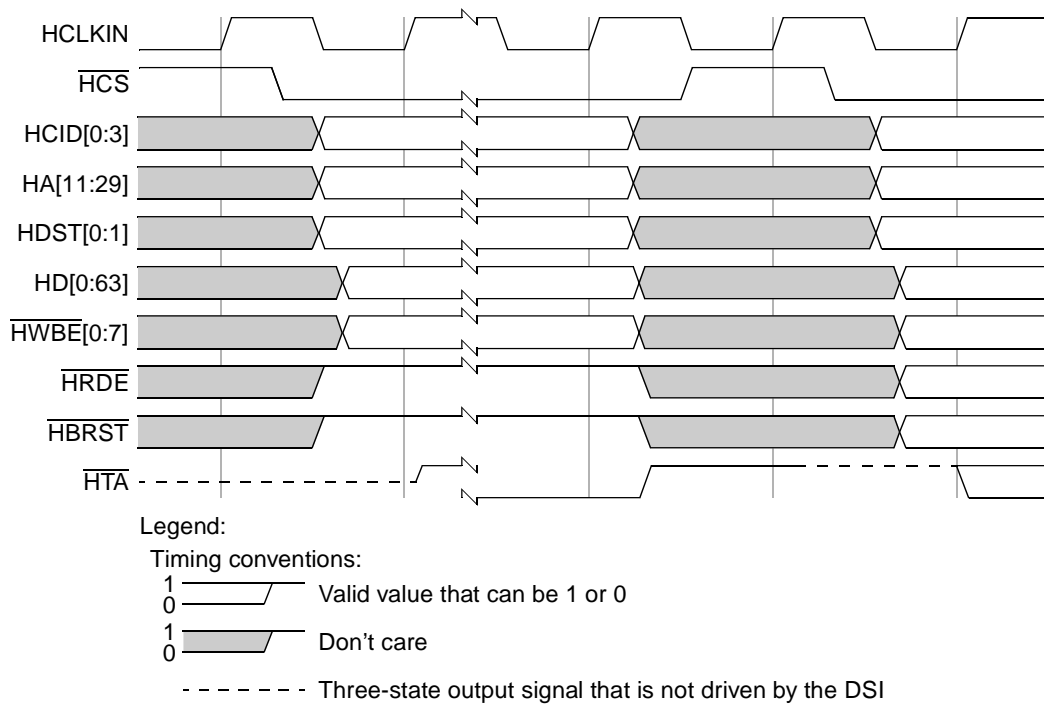 HCLKIN
HCS
HCID[0:3]
HA[11:29]
HDST[0:1]
HD[0:63]
HWBE[0:7]
HRDE
HBRST
HTA
Legend:
Timing conventions:
1
0
Valid value that can be 1 or 0
1
0
Don't care
Three-state output signal that is not driven by the DSI